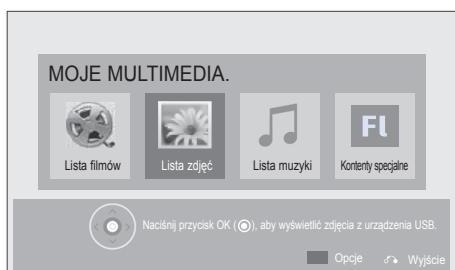 MOJE MULTIMEDIA.
FL
Lista filmów Lista zdjęć Lista muzyki Kontenty specjalne
Naciśnij przycisk OK (◉), aby wyświetlić zdjęcia z urządzenia USB.
Opcje Wyjście